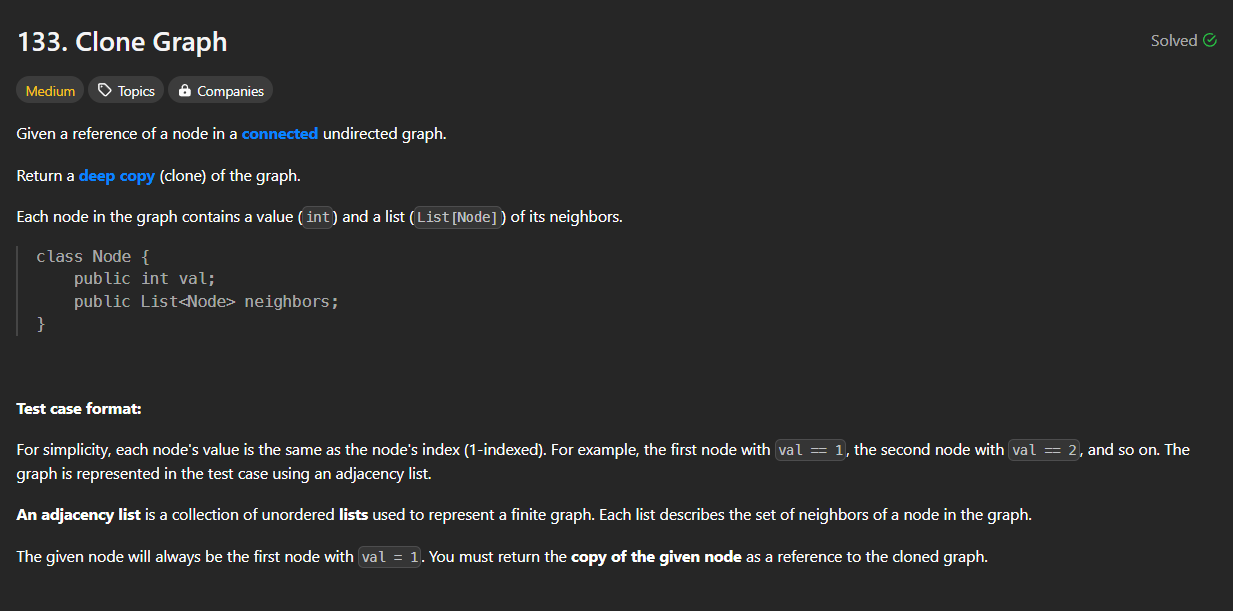 133. Clone Graph
Solved
Medium
Topics
Companies
Given a reference of a node in a connected undirected graph.
Return a deep copy (clone) of the graph.
Each node in the graph contains a value (int) and a list (List[Node]) of its neighbors.
class Node {
    public int val;
    public List<Node> neighbors;
}
Test case format:
For simplicity, each node's value is the same as the node's index (1-indexed). For example, the first node with val == 1, the second node with val == 2, and so on. The
graph is represented in the test case using an adjacency list.
An adjacency list is a collection of unordered lists used to represent a finite graph. Each list describes the set of neighbors of a node in the graph.
The given node will always be the first node with val = 1. You must return the copy of the given node as a reference to the cloned graph.